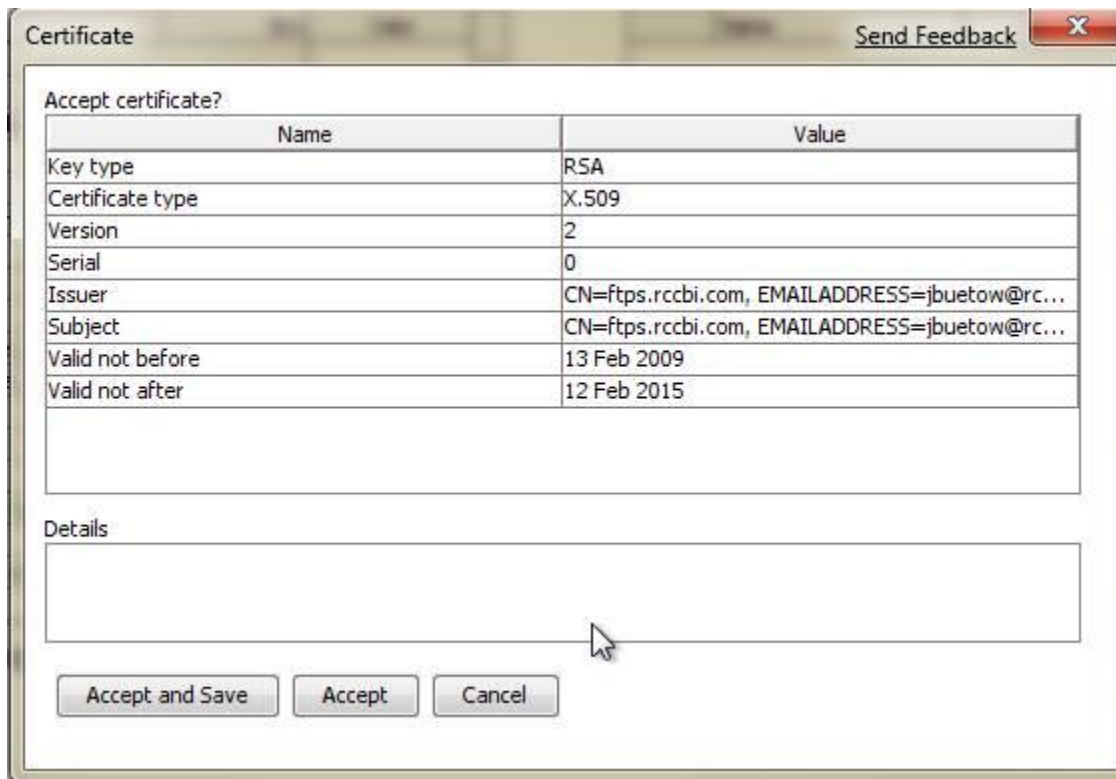 Certificate Send Feedback
Accept certificate?
Name Value
Key type RSA
Certificate type X.509
Version 2
Serial 0
Issuer CN=ftps.rccbi.com, EMAILADDRESS=jbuetow@rc...
Subject CN=ftps.rccbi.com, EMAILADDRESS=jbuetow@rc...
Valid not before 13 Feb 2009
Valid not after 12 Feb 2015
Details
Accept and Save Accept Cancel